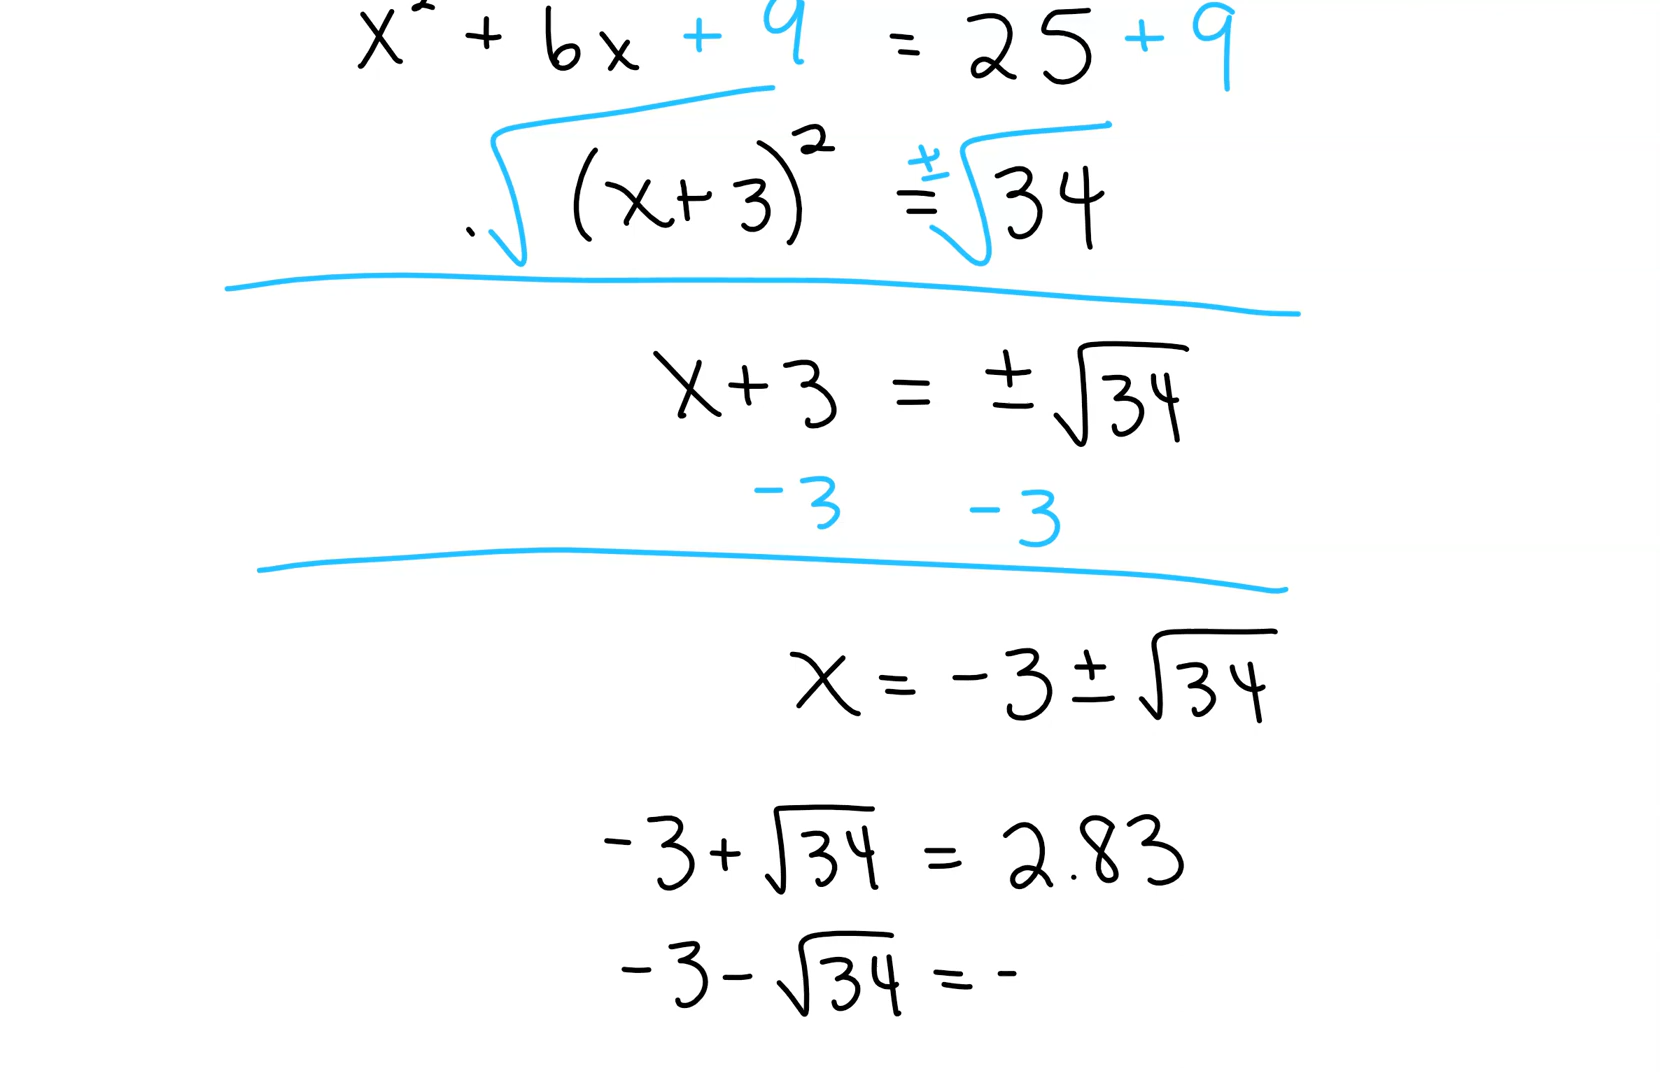 x² + 6x + 9 = 25 + 9
√(x+3)² = ±√34
x+3 = ±√34
-3 -3
x = -3 ± √34
-3 + √34 = 2.83
-3 - √34 = -